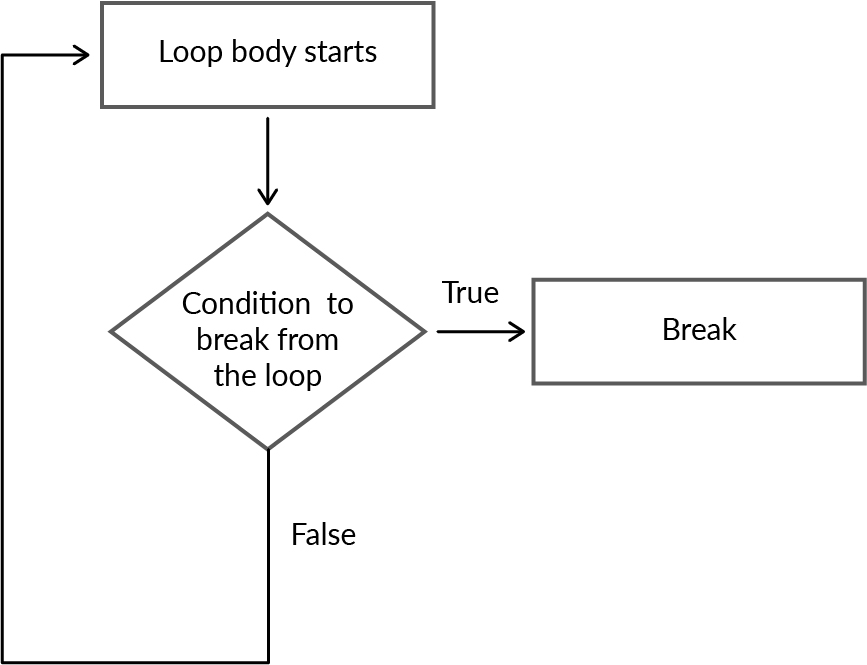 Loop body starts
Condition  to
break from
the loop
True
Break
False